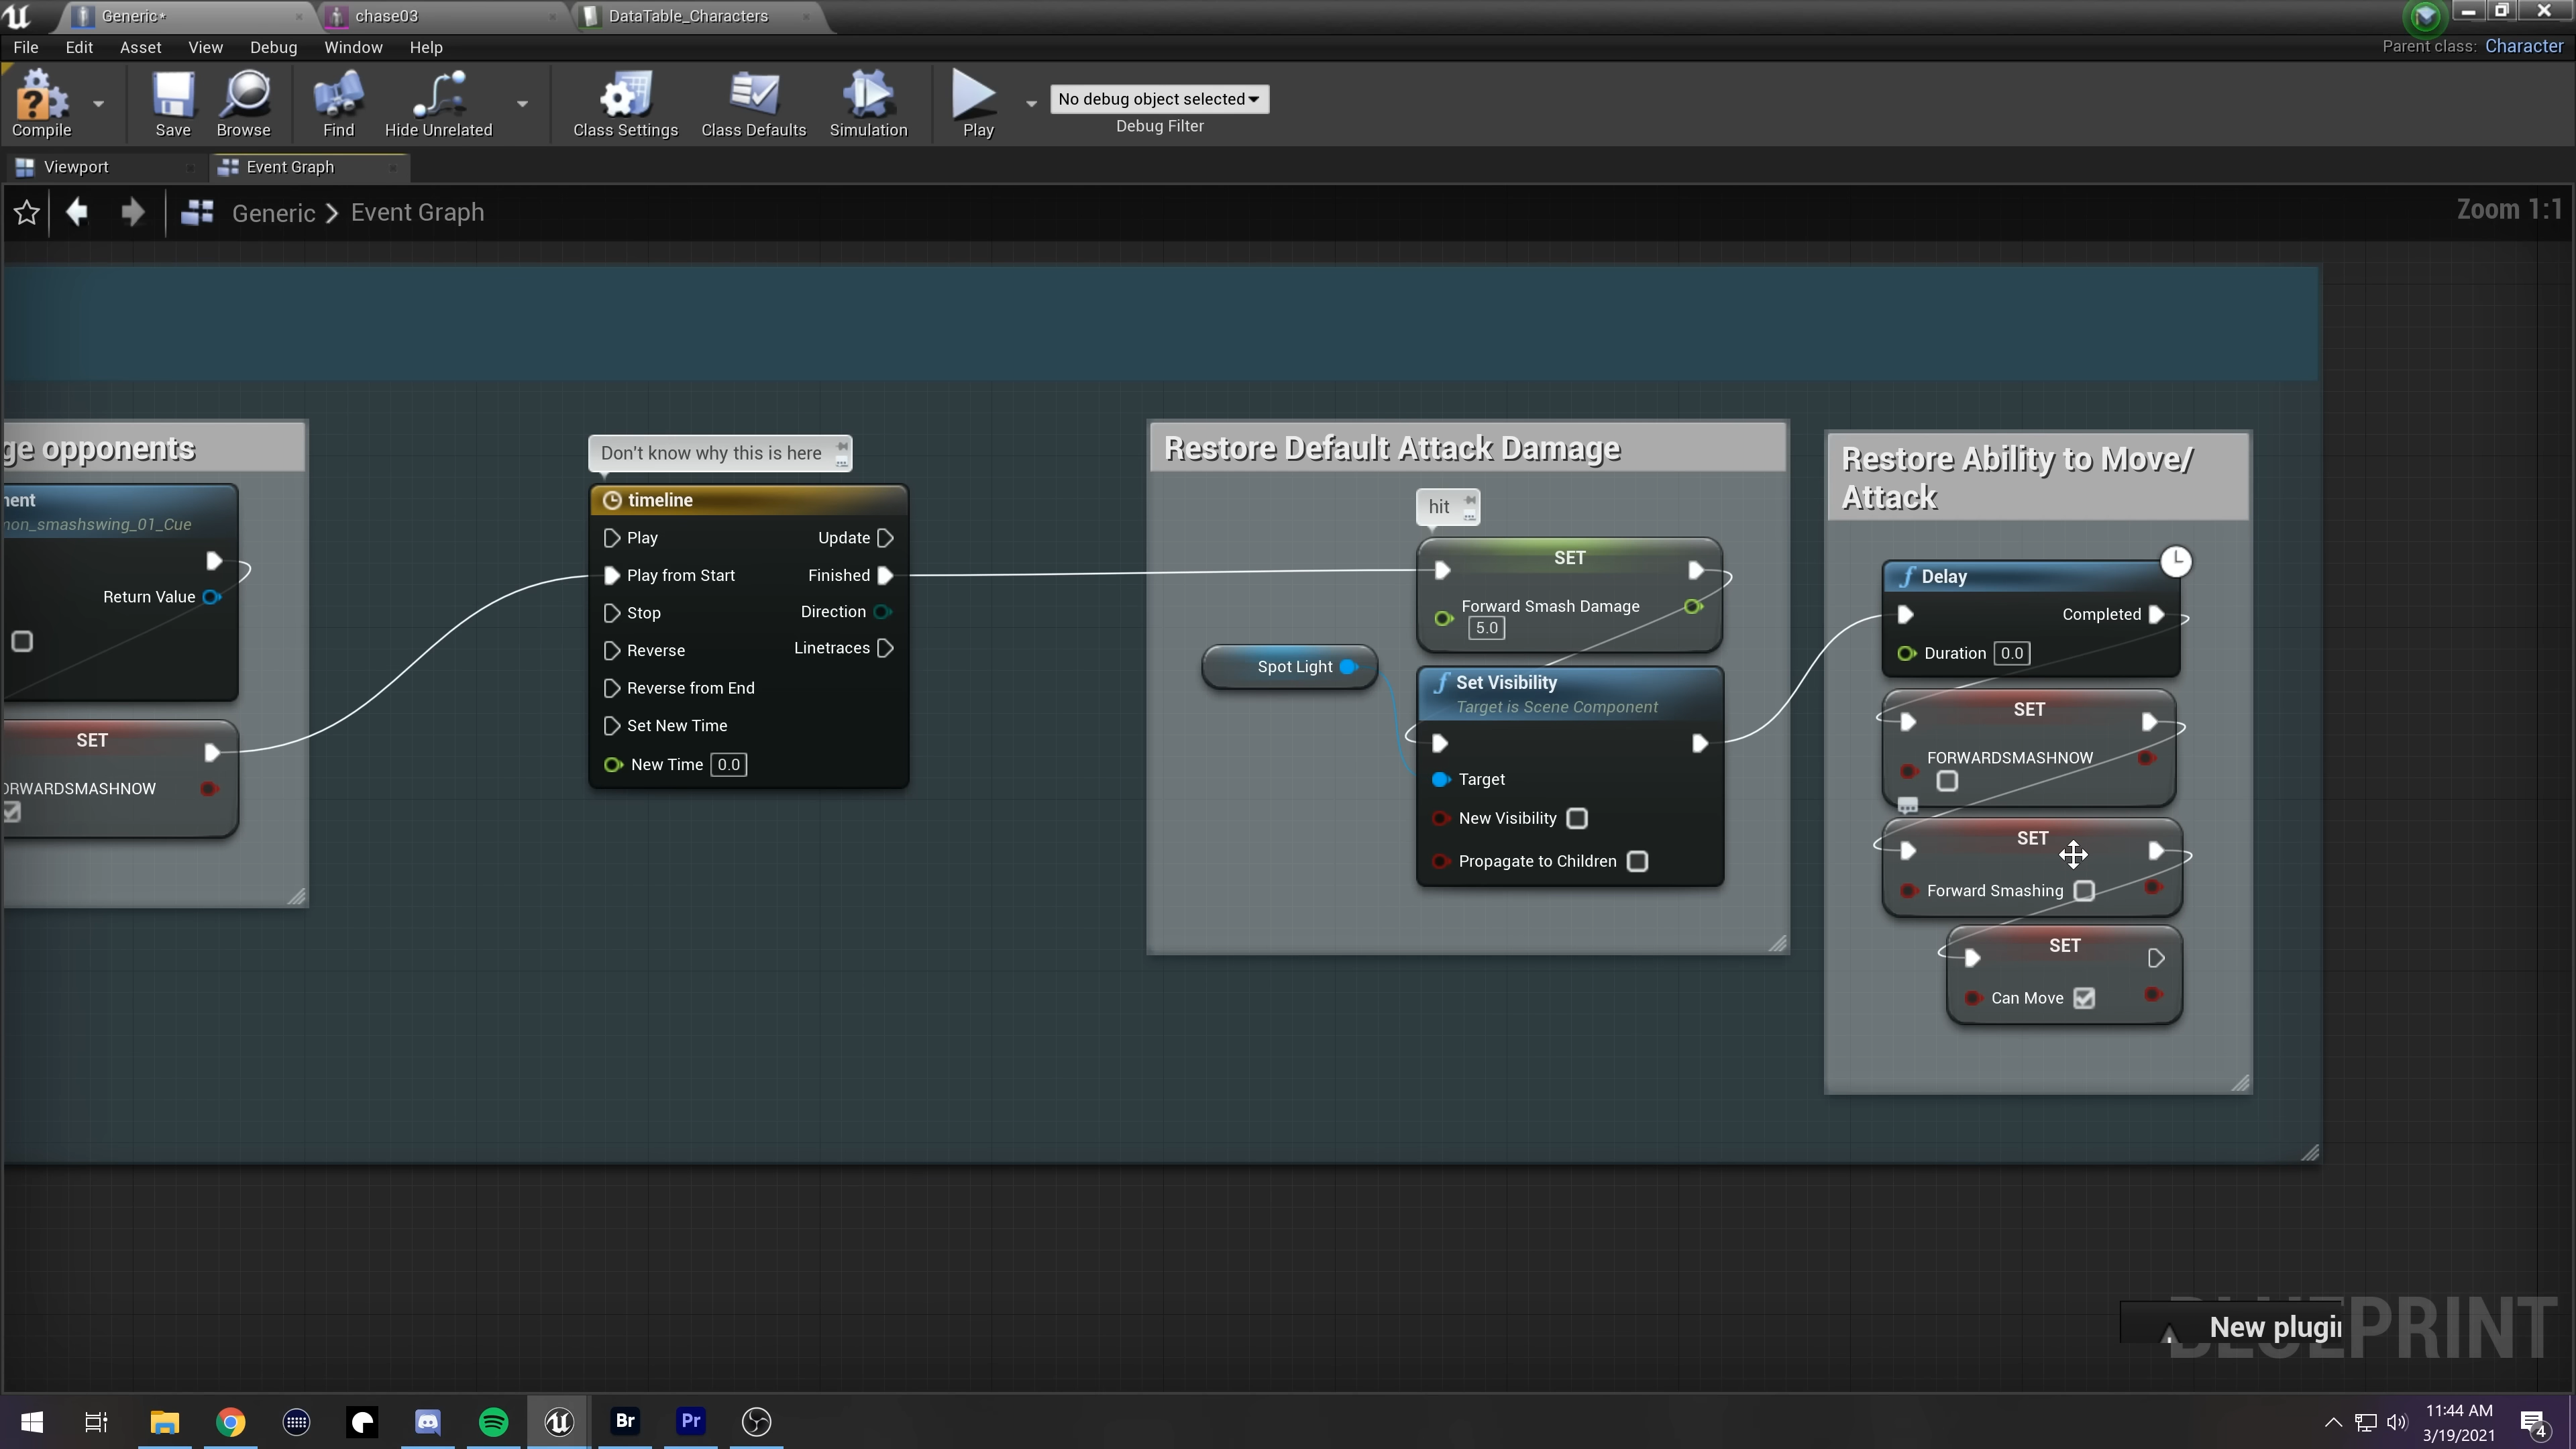 Generic*
chase03
DataTable_Characters
File Edit Asset View Debug Window Help
Parent class: Character
Compile
Save
Browse
Find
Hide Unrelated
Class Settings
Class Defaults
Simulation
Play
No debug object selected
Debug Filter
Viewport
Event Graph
Generic > Event Graph
Zoom 1:1
ge opponents
nent
mon_smashswing_01_Cue
Return Value
SET
ORWARDSMASHNOW
Don't know why this is here
timeline
Play Update
Play from Start Finished
Stop Direction
Reverse Linetraces
Reverse from End
Set New Time
New Time 0.0
Restore Default Attack Damage
hit
SET
Forward Smash Damage
5.0
Spot Light
Set Visibility
Target is Scene Component
Target
New Visibility
Propagate to Children
Restore Ability to Move/
Attack
Delay
Completed
Duration 0.0
SET
FORWARDSMASHNOW
SET
Forward Smashing
SET
Can Move
BLUEPRINT
New plugi
Br
Pr
11:44 AM
3/19/2021
4